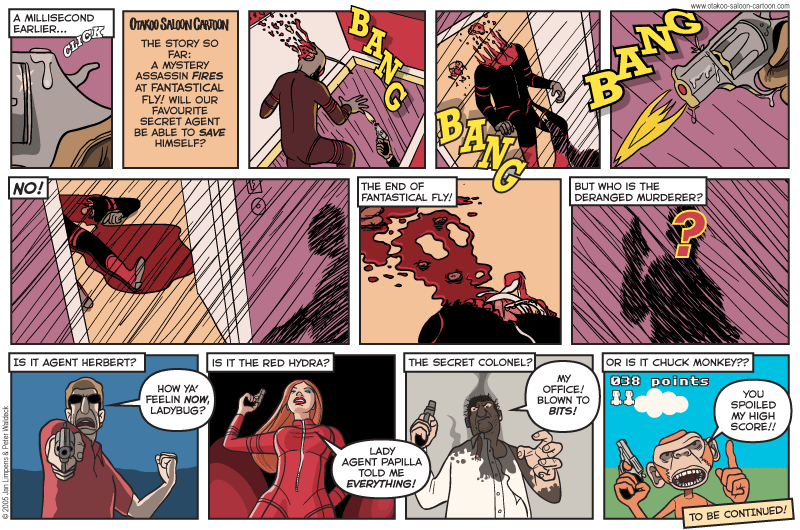 www.otakoo-saloon-cartoon.com
A MILLISECOND
EARLIER...
CLICK
OTAKOO SALOON CARTOON
THE STORY SO
FAR:
A MYSTERY
ASSASSIN FIRES
AT FANTASTICAL
FLY! WILL OUR
FAVOURITE
SECRET AGENT
BE ABLE TO SAVE
HIMSELF?
BANG
BANG
BANG
NO!
6
THE END OF
FANTASTICAL FLY!
BUT WHO IS THE
DERANGED MURDERER?
?
IS IT AGENT HERBERT?
HOW YA'
FEELIN NOW,
LADYBUG?
IS IT THE RED HYDRA?
LADY
AGENT PAPILLA
TOLD ME
EVERYTHING!
THE SECRET COLONEL?
MY
OFFICE!
BLOWN TO
BITS!
OR IS IT CHUCK MONKEY??
038 points
YOU
SPOILED
MY HIGH
SCORE!!
TO BE CONTINUED!
© 2005 Jan Limpens & Peter Waldeck